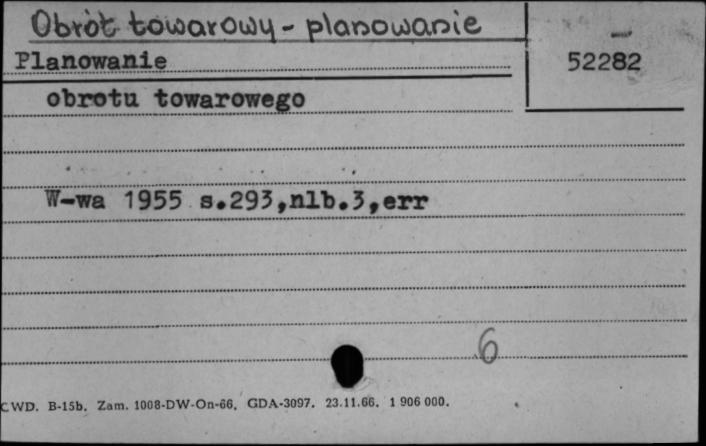 Obrót towarowy - planowanie
Planowanie
52282
obrotu towarowego
W-wa 1955 s.293,nlb.3,err
6
CWD. B-15b. Zam. 1008-DW-On-66. GDA-3097. 23.11.66. 1 906 000.